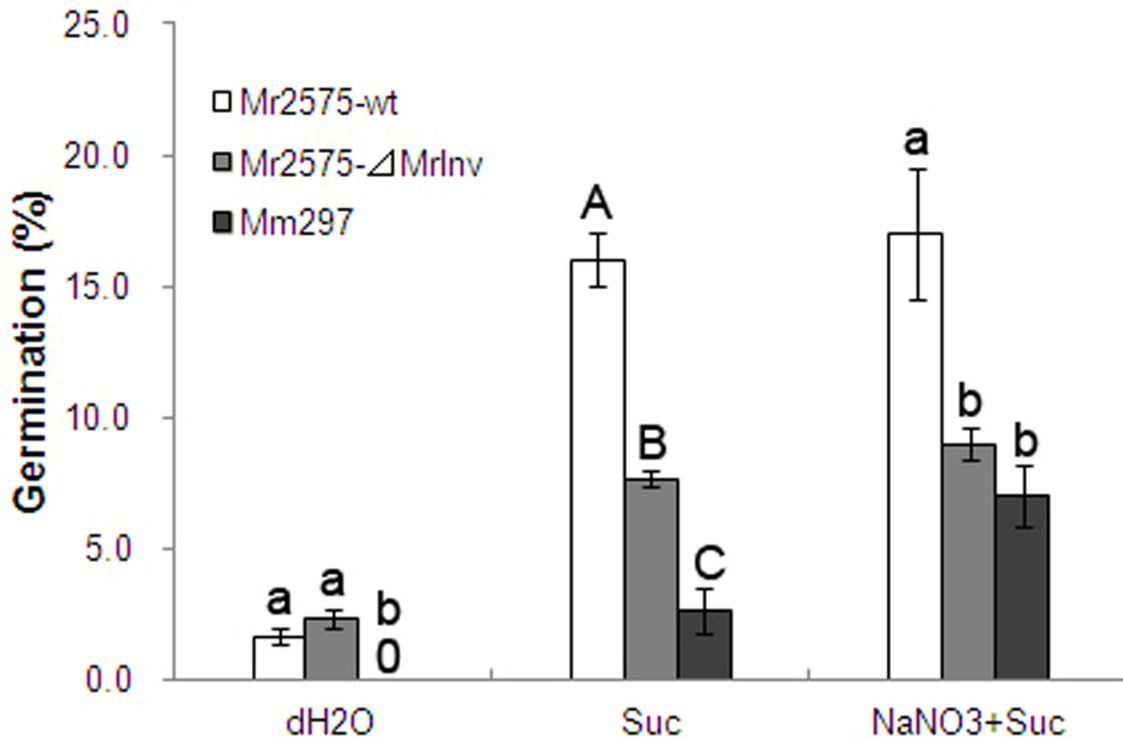 25.0
20.0
15.0
10.0
5.0
0.0
Germination (%)
Mr2575-wt
Mr2575-⊿MrInv
Mm297
a
a
b
0
A
B
C
a
b
b
dH2O
Suc
NaNO3+Suc